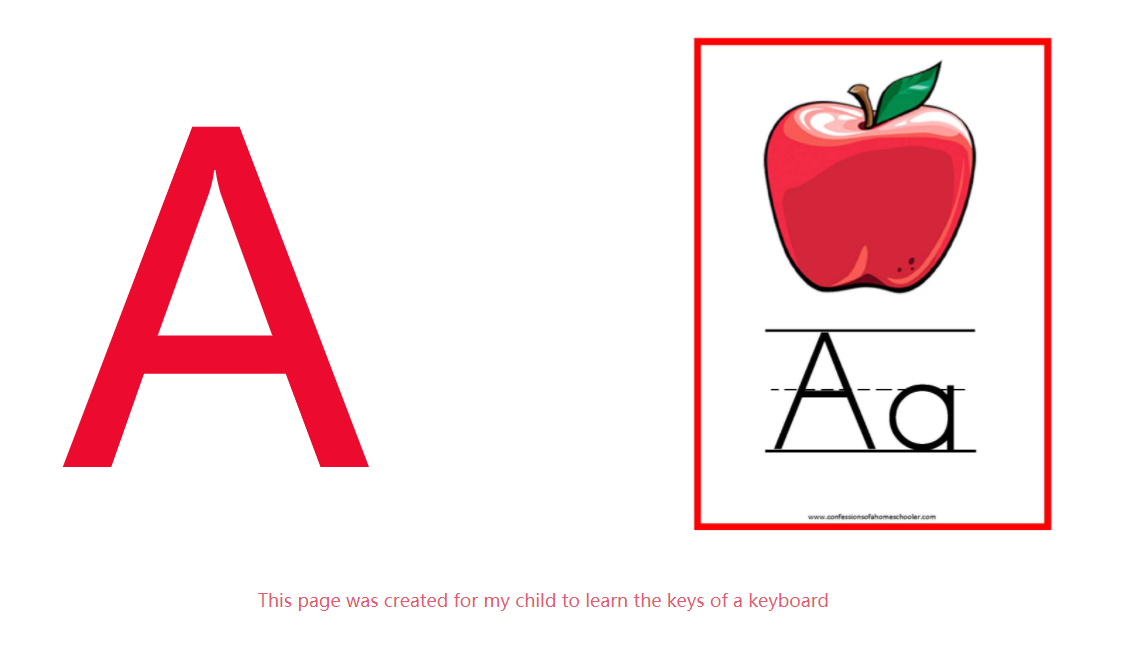 A
Aa
www.confessionsofahomeschooler.com
This page was created for my child to learn the keys of a keyboard